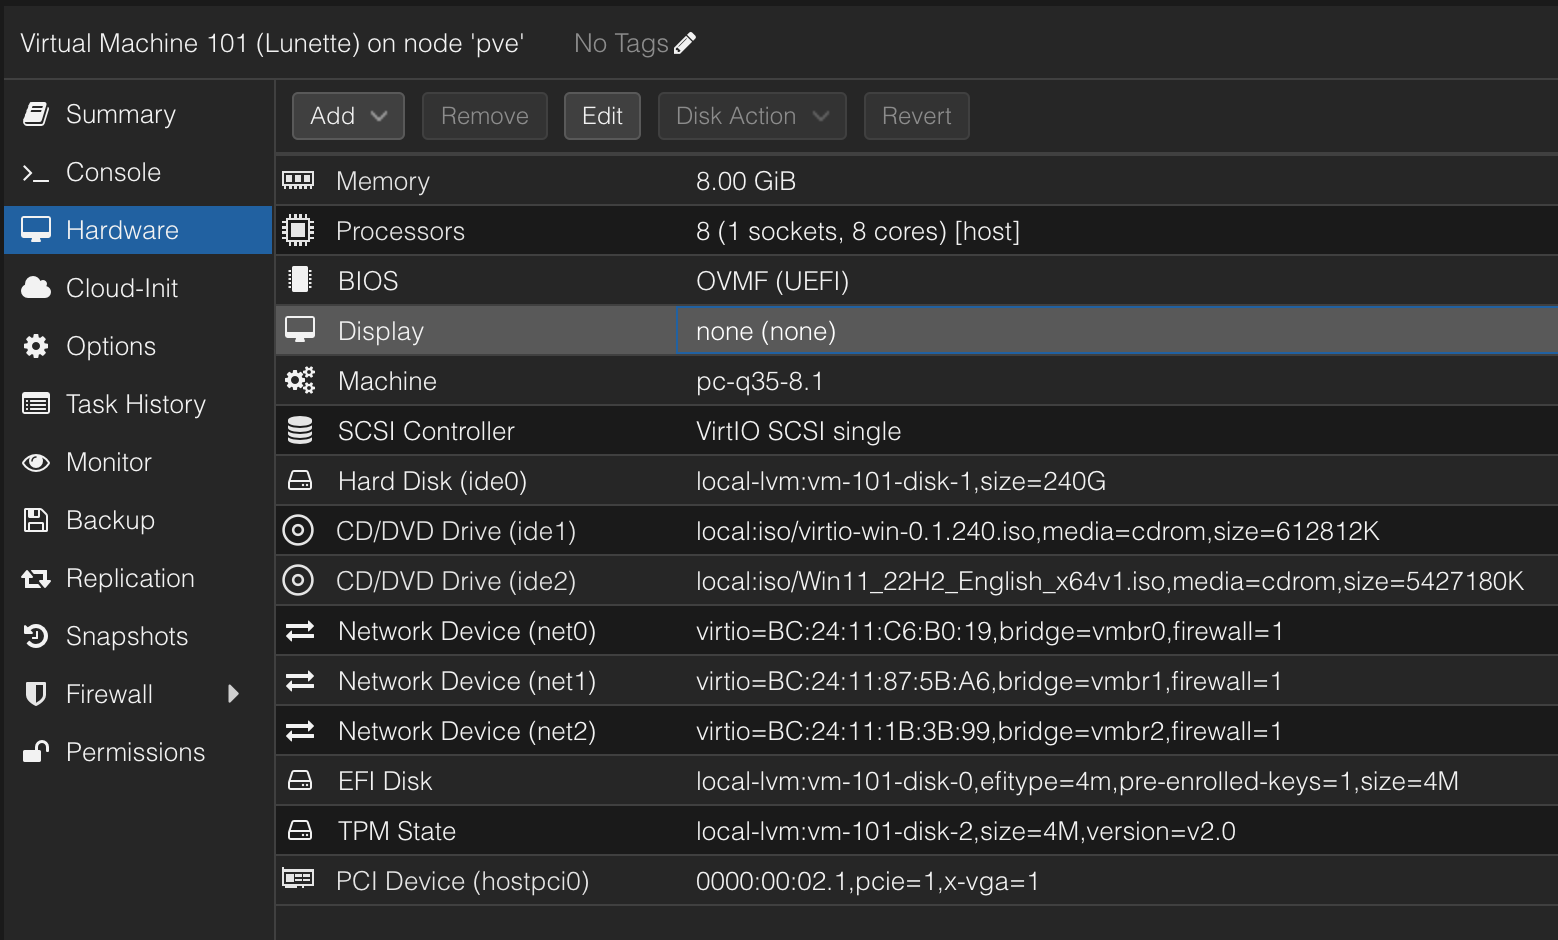 Virtual Machine 101 (Lunette) on node 'pve' No Tags
Summary
Console
Hardware
Cloud-Init
Options
Task History
Monitor
Backup
Replication
Snapshots
Firewall
Permissions
Add Remove Edit Disk Action Revert
Memory 8.00 GiB
Processors 8 (1 sockets, 8 cores) [host]
BIOS OVMF (UEFI)
Display none (none)
Machine pc-q35-8.1
SCSI Controller VirtIO SCSI single
Hard Disk (ide0) local-lvm:vm-101-disk-1,size=240G
CD/DVD Drive (ide1) local:iso/virtio-win-0.1.240.iso,media=cdrom,size=612812K
CD/DVD Drive (ide2) local:iso/Win11_22H2_English_x64v1.iso,media=cdrom,size=5427180K
Network Device (net0) virtio=BC:24:11:C6:B0:19,bridge=vmbr0,firewall=1
Network Device (net1) virtio=BC:24:11:87:5B:A6,bridge=vmbr1,firewall=1
Network Device (net2) virtio=BC:24:11:1B:3B:99,bridge=vmbr2,firewall=1
EFI Disk local-lvm:vm-101-disk-0,efitype=4m,pre-enrolled-keys=1,size=4M
TPM State local-lvm:vm-101-disk-2,size=4M,version=v2.0
PCI Device (hostpci0) 0000:00:02.1,pcie=1,x-vga=1